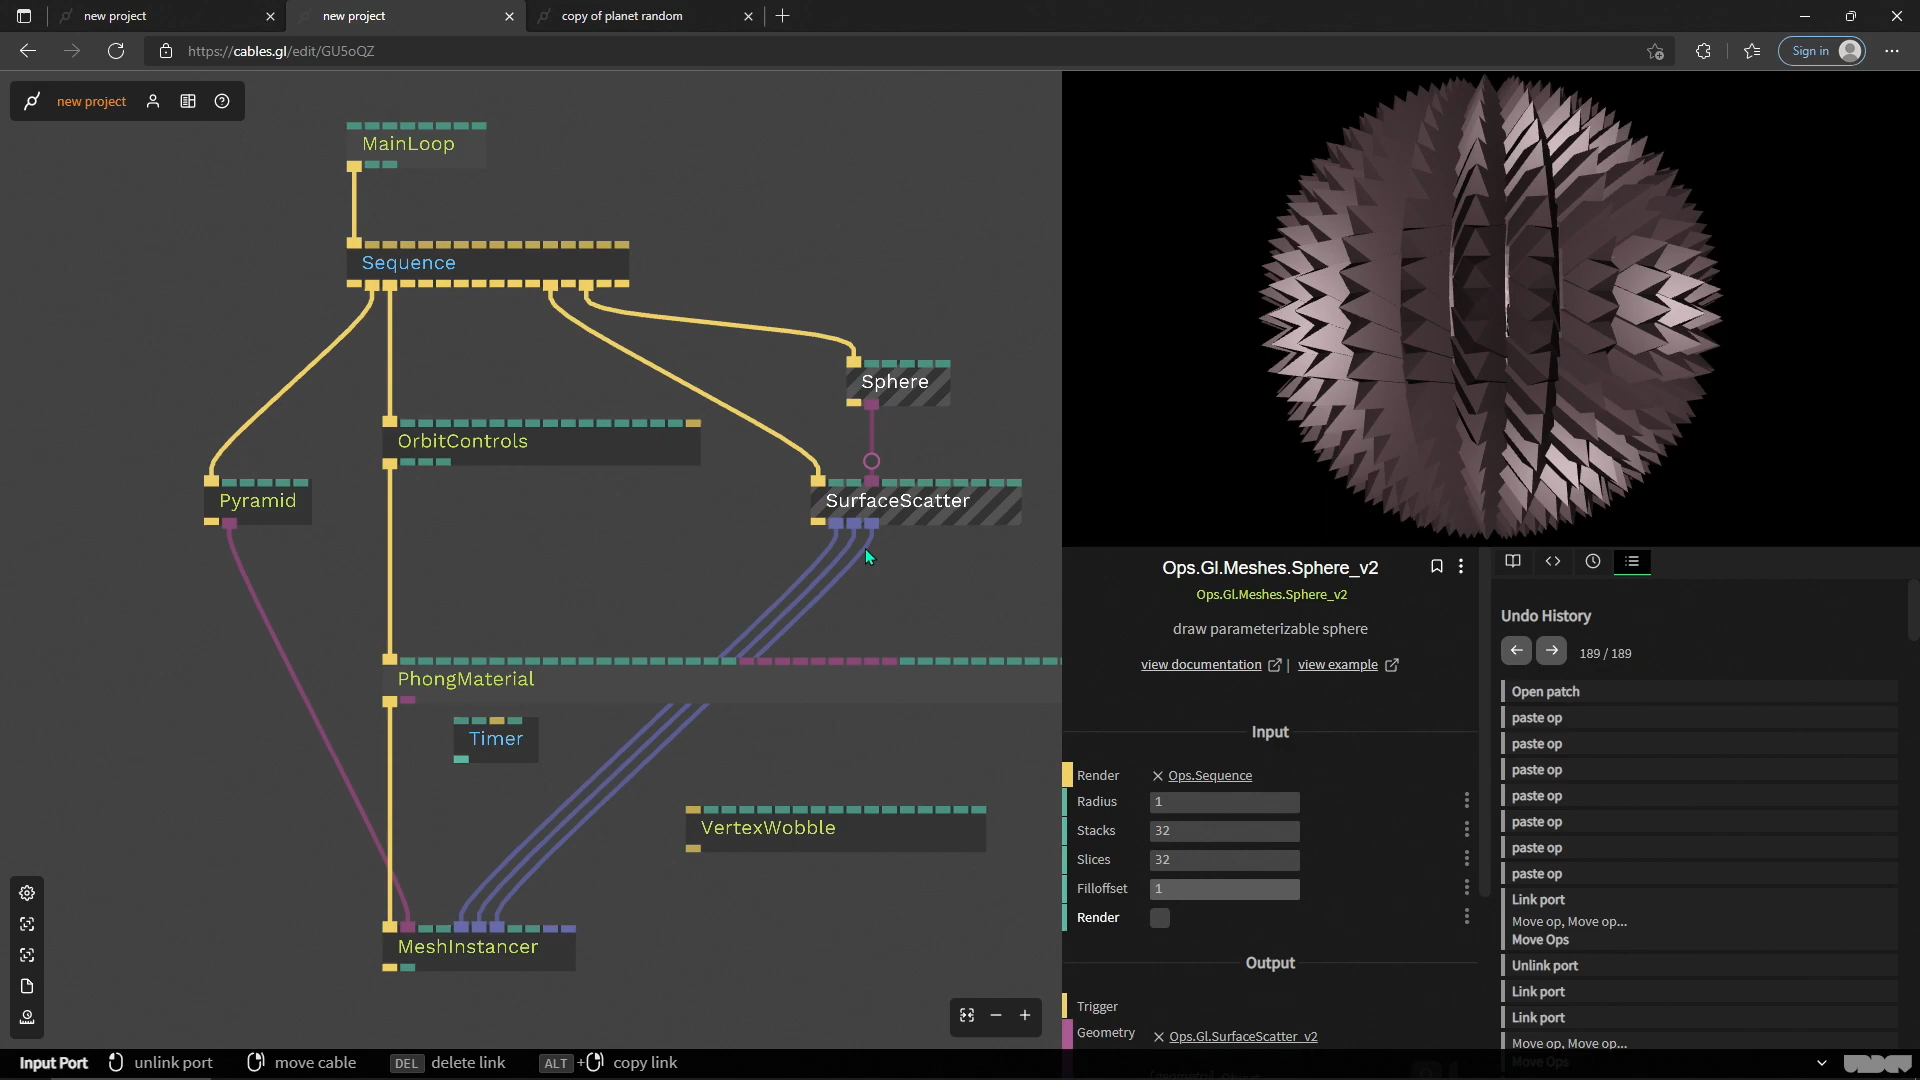 new project
new project
copy of planet random
https://cables.gl/edit/GU5oQZ
Sign in
new project
MainLoop
Sequence
Sphere
OrbitControls
Pyramid
SurfaceScatter
PhongMaterial
Timer
VertexWobble
MeshInstancer
Ops.Gl.Meshes.Sphere_v2
Ops.Gl.Meshes.Sphere_v2
draw parameterizable sphere
view documentation | view example
Input
Render Ops.Sequence
Radius 1
Stacks 32
Slices 32
Filloffset 1
Render
Output
Trigger
Geometry Ops.Gl.SurfaceScatter_v2
Undo History
189 / 189
Open patch
paste op
paste op
paste op
paste op
paste op
paste op
paste op
Link port
Move op, Move op...
Move Ops
Unlink port
Link port
Link port
Move op, Move op...
Move Ops
Input Port unlink port move cable DEL delete link ALT + copy link